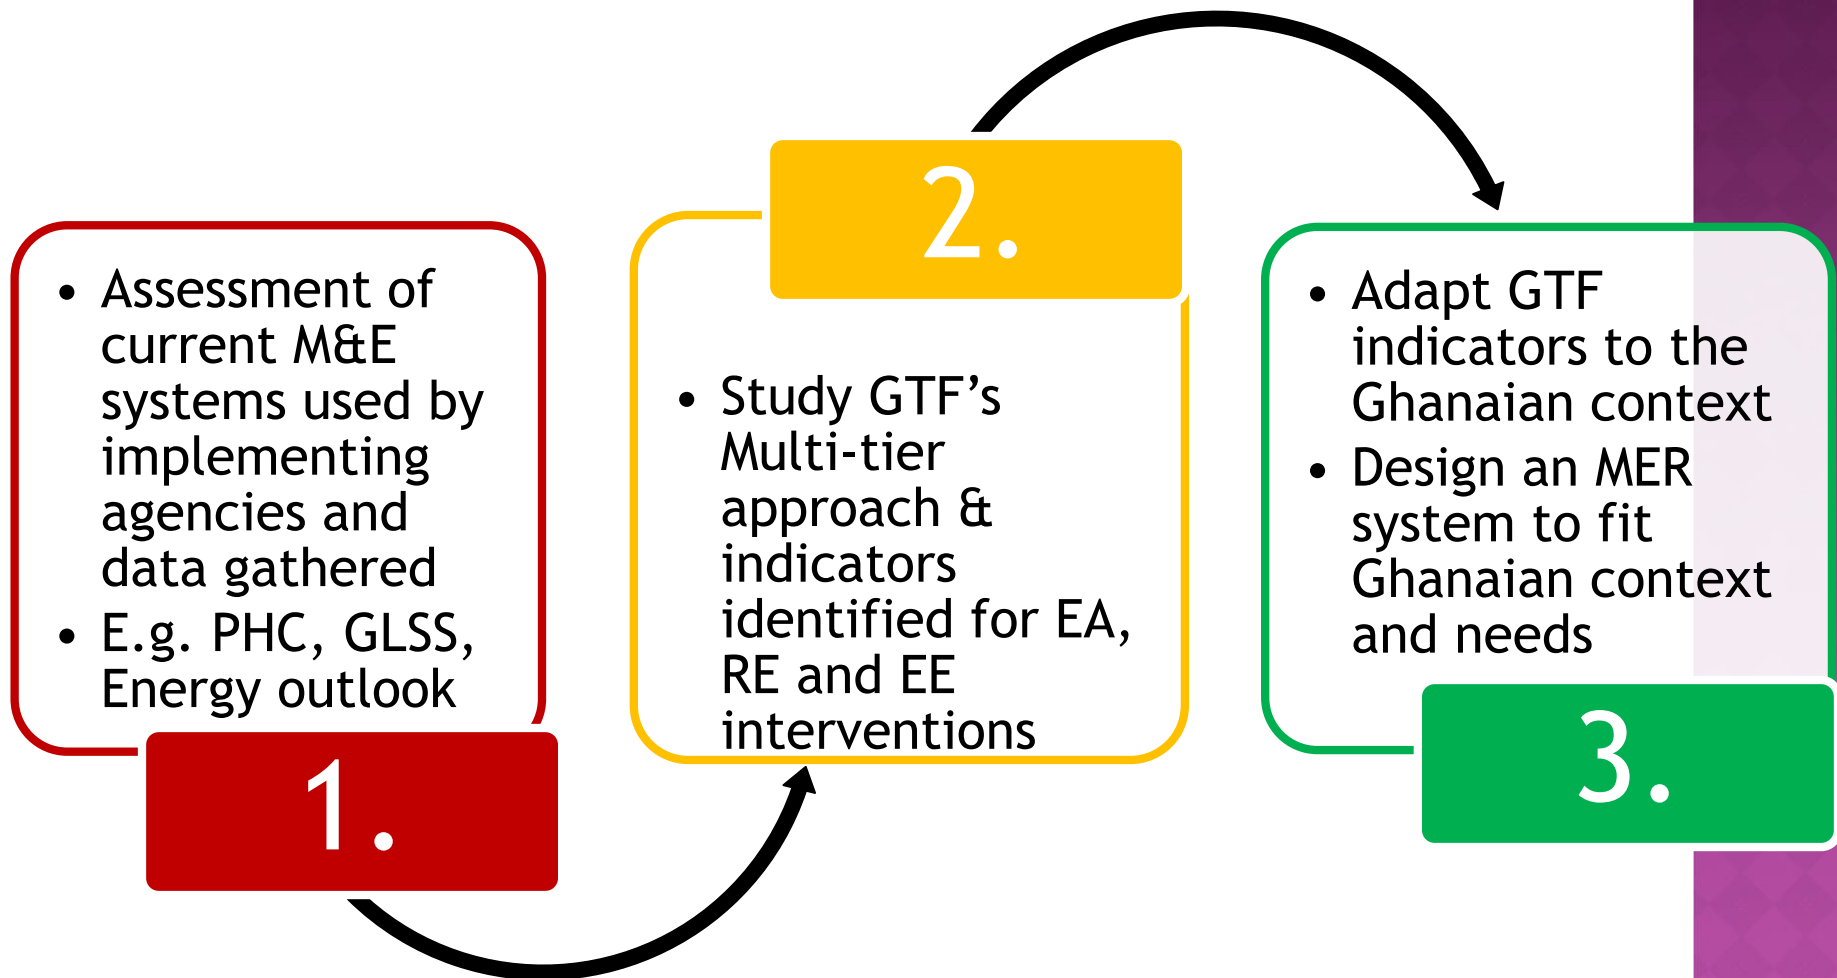 • Assessment of
current M&E
systems used by
implementing
agencies and
data gathered
• E.g. PHC, GLSS,
Energy outlook
1.
2.
• Study GTF’s
Multi-tier
approach &
indicators
identified for EA,
RE and EE
interventions
• Adapt GTF
indicators to the
Ghanaian context
• Design an MER
system to fit
Ghanaian context
and needs
3.